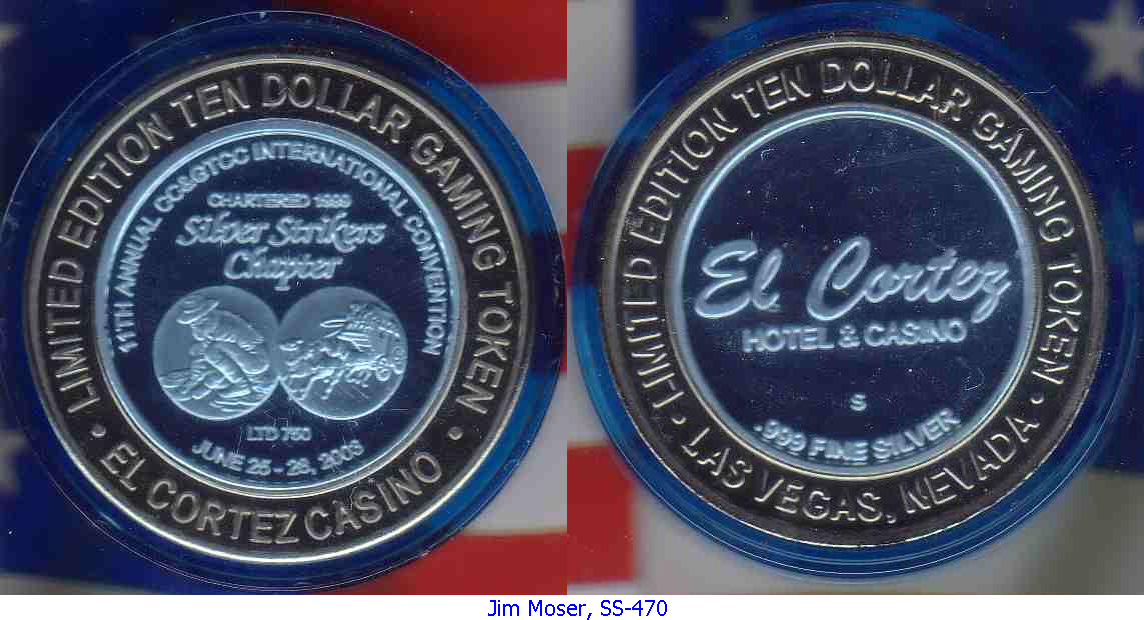 LIMITED EDITION TEN DOLLAR GAMING TOKEN
• EL CORTEZ CASINO •
11TH ANNUAL CC&GTCC INTERNATIONAL CONVENTION
CHARTERED 1999
Silver Strikers
Chapter
LTD 750
JUNE 25 - 28, 2003
LIMITED EDITION TEN DOLLAR GAMING TOKEN
• LAS VEGAS, NEVADA •
El Cortez
HOTEL & CASINO
S
.999 FINE SILVER
Jim Moser, SS-470